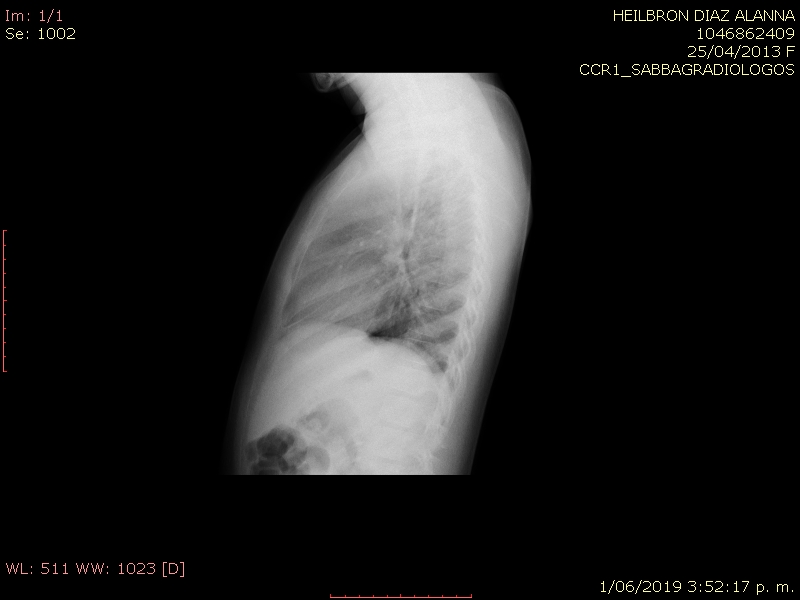 Im: 1/1
Se: 1002
HEILBRON DIAZ ALANNA
1046862409
25/04/2013 F
CCR1_SABBAGRADIOLOGOS
WL: 511 WW: 1023 [D]
1/06/2019 3:52:17 p. m.